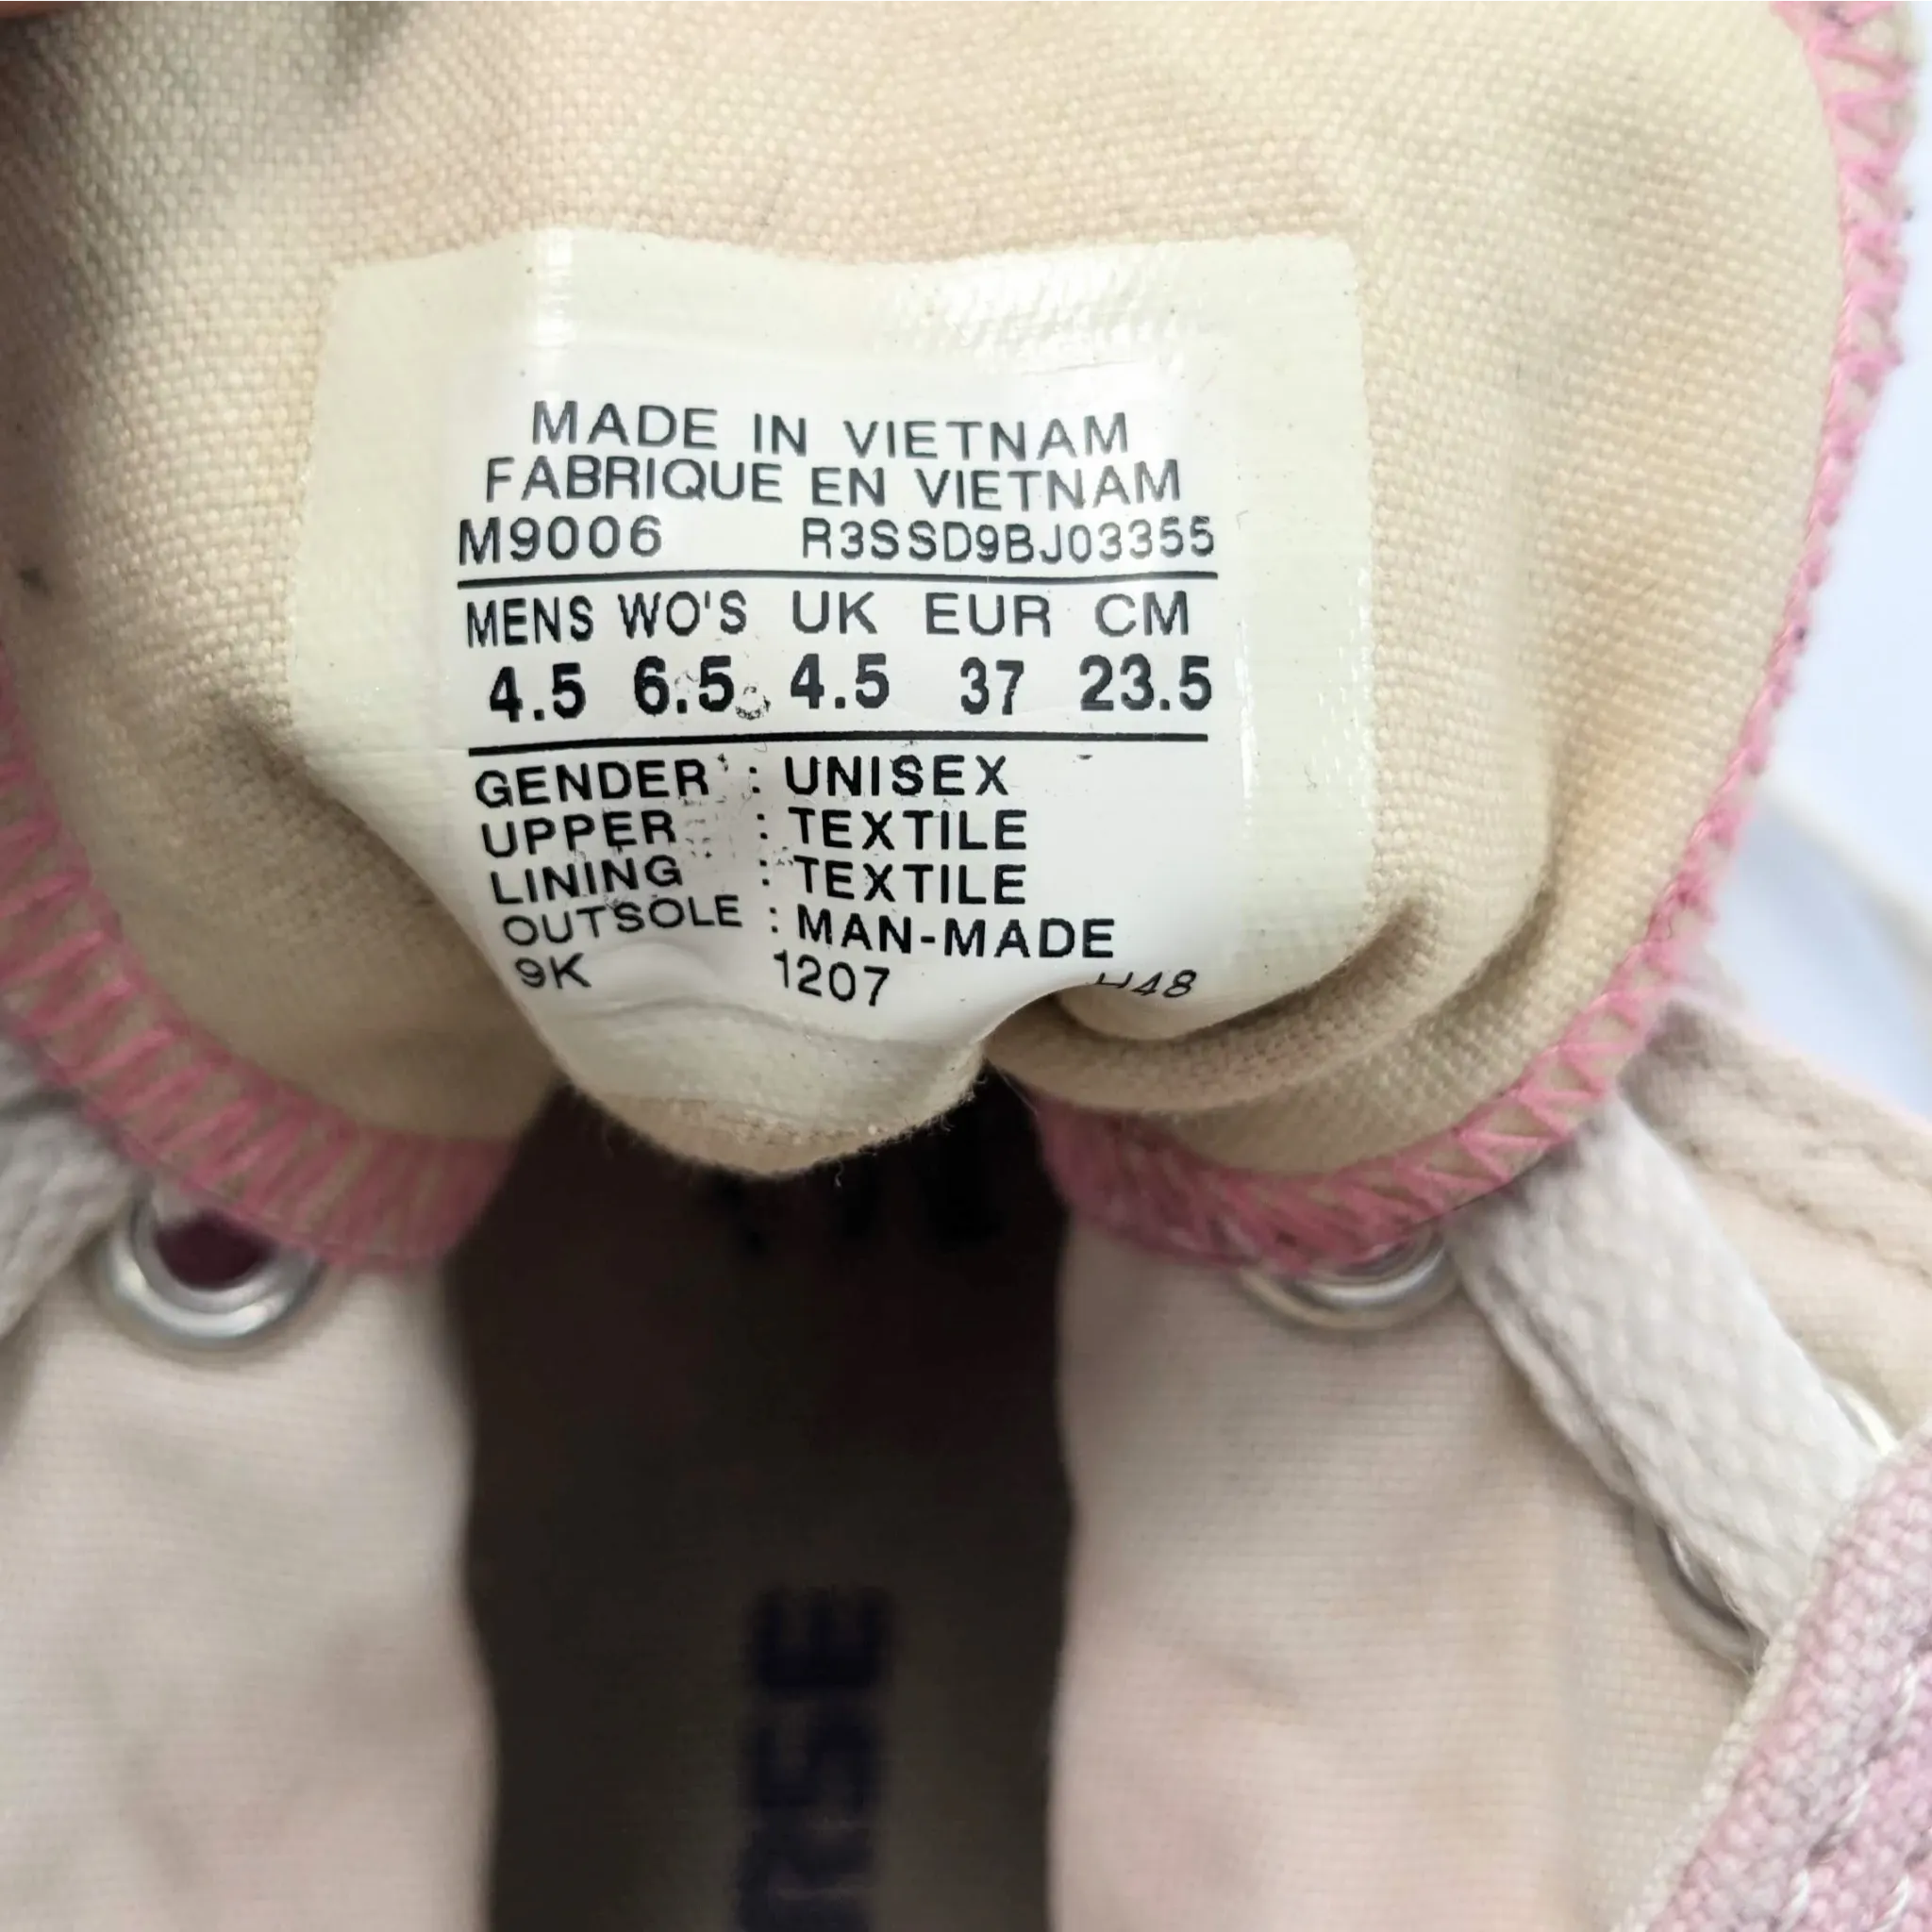 MADE IN VIETNAM
FABRIQUE EN VIETNAM
M9006 R3SSD9BJ03355
MENS WO'S UK EUR CM
4.5 6.5 4.5 37 23.5
GENDER : UNISEX
UPPER : TEXTILE
LINING : TEXTILE
OUTSOLE : MAN-MADE
9K 1207